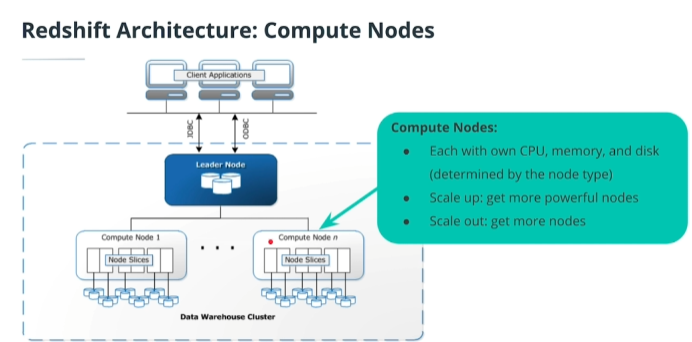 Redshift Architecture: Compute Nodes
Client Applications
JDBC
ODBC
Leader Node
Compute Node 1
Node Slices
. . .
Compute Node n
Node Slices
Data Warehouse Cluster
Compute Nodes:
• Each with own CPU, memory, and disk
(determined by the node type)
• Scale up: get more powerful nodes
• Scale out: get more nodes